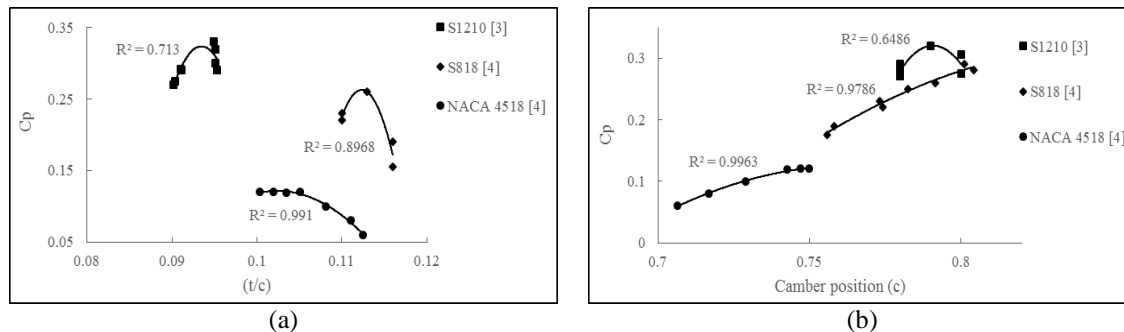 0.35
0.25
0.15
0.05
Cp
R² = 0.713
R² = 0.8968
R² = 0.991
S1210 [3]
S818 [4]
NACA 4518 [4]
0.08
0.09
0.1
0.11
0.12
(t/c)
(a)
0.4
0.3
0.2
0.1
0
Cp
R² = 0.6486
R² = 0.9786
R² = 0.9963
S1210 [3]
S818 [4]
NACA 4518 [4]
0.7
0.75
0.8
Camber position (c)
(b)